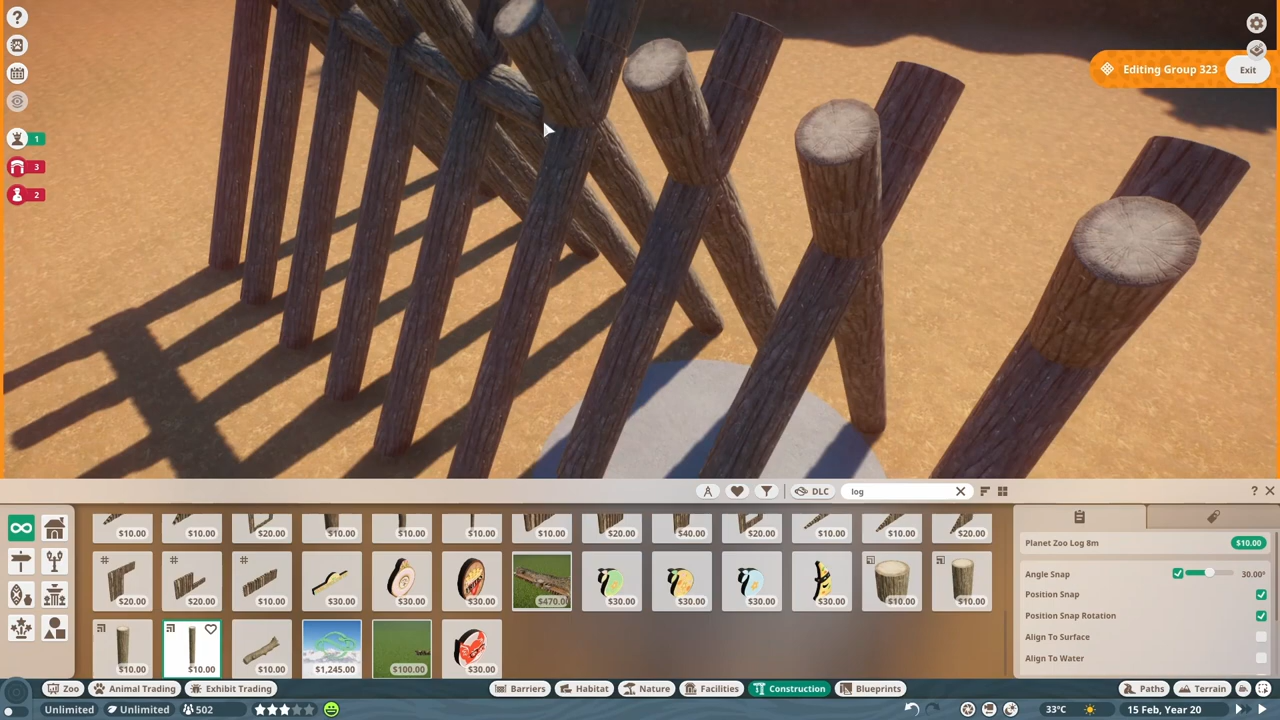 ?
Editing Group 323
Exit
1
3
2
DLC
log
?
$10.00 $10.00 $20.00 $10.00 $10.00 $10.00 $10.00 $20.00 $40.00 $20.00 $10.00 $10.00 $20.00
$20.00 $20.00 $10.00 $30.00 $30.00 $30.00 $470.0 $30.00 $30.00 $30.00 $30.00 $10.00 $10.00
$10.00 $10.00 $10.00 $1,245.00 $100.00 $30.00
Planet Zoo Log 8m
$10.00
Angle Snap
30.00°
Position Snap
Position Snap Rotation
Align To Surface
Align To Water
Zoo
Animal Trading
Exhibit Trading
Barriers
Habitat
Nature
Facilities
Construction
Blueprints
Paths
Terrain
Unlimited
Unlimited
502
33°C
15 Feb, Year 20